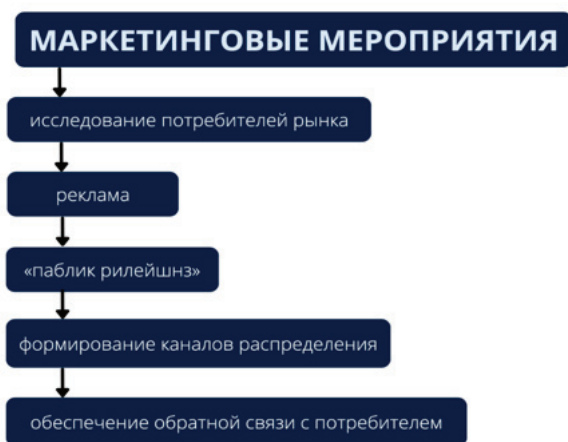 МАРКЕТИНГОВЫЕ МЕРОПРИЯТИЯ
исследование потребителей рынка
реклама
«паблик рилейшнз»
формирование каналов распределения
обеспечение обратной связи с потребителем